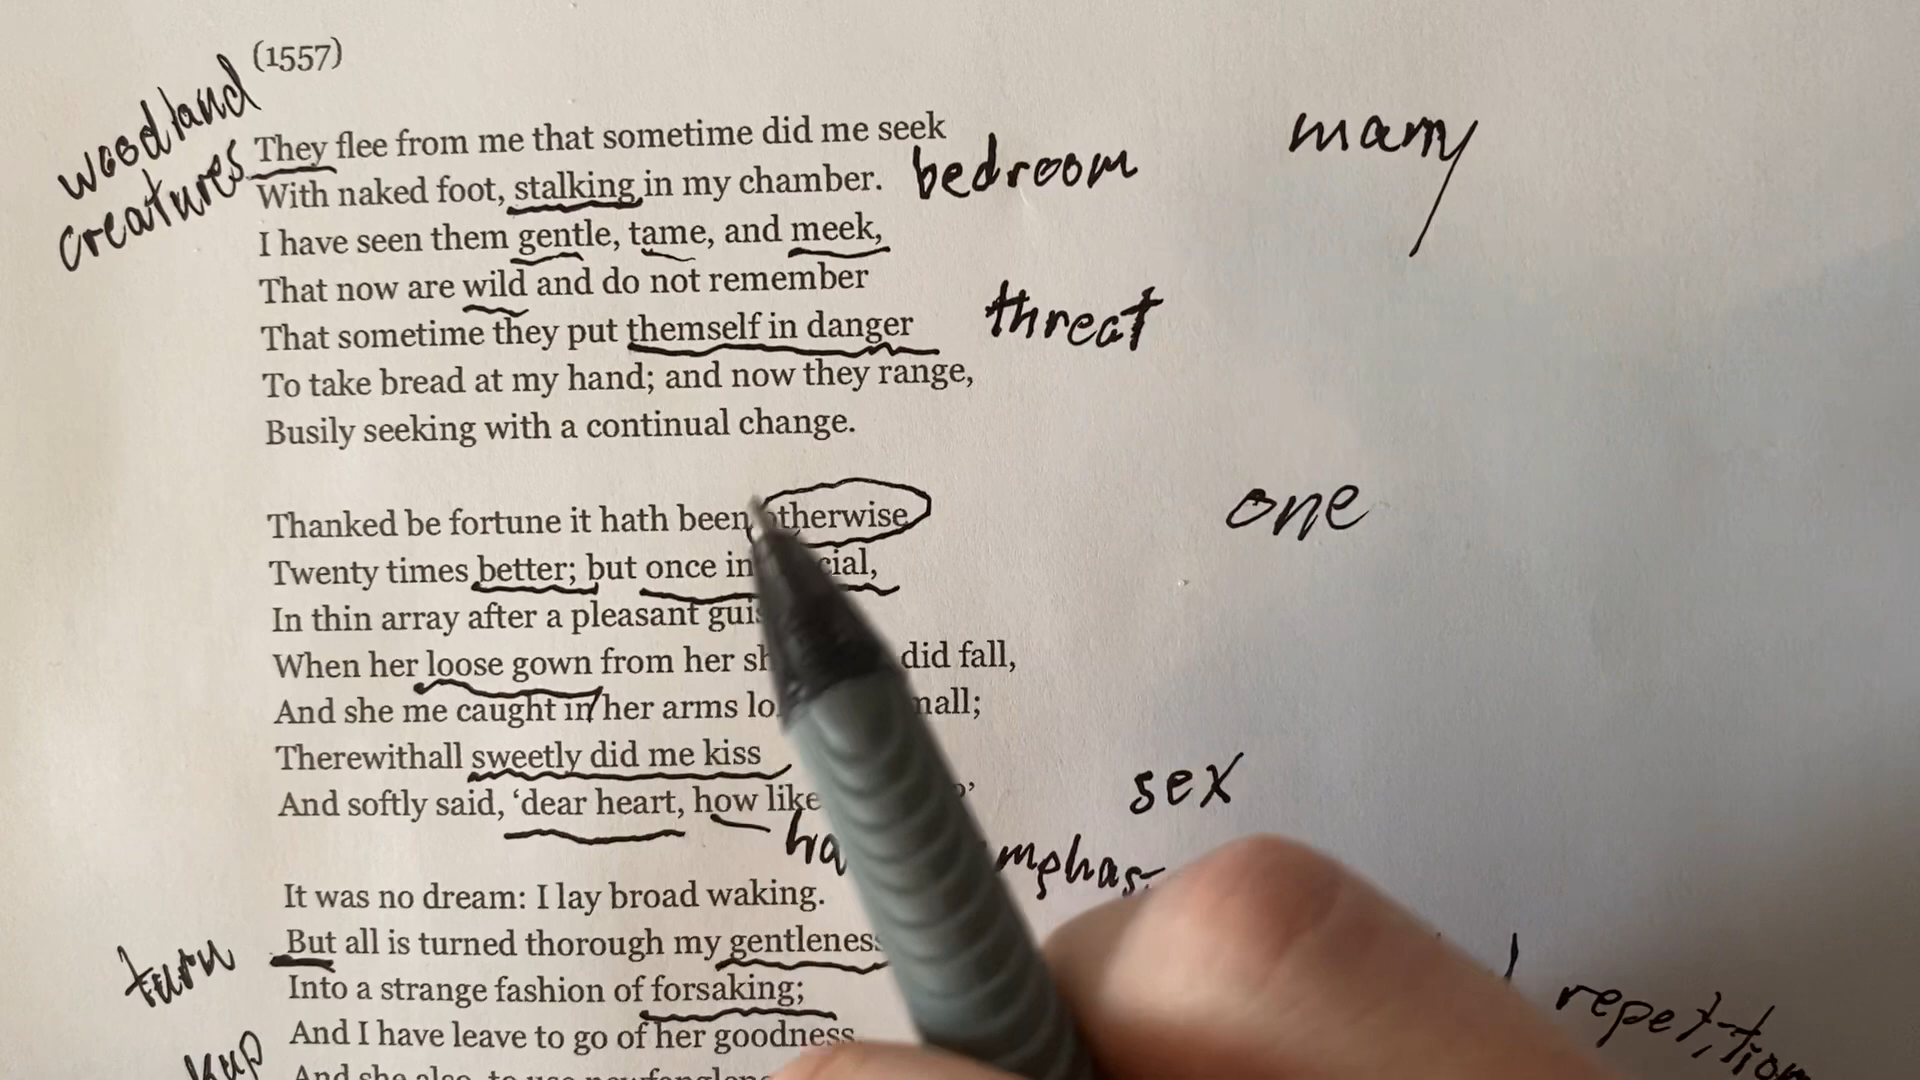 (1557)
woodland
creatures
They flee from me that sometime did me seek
many
With naked foot, stalking in my chamber.
bedroom
I have seen them gentle, tame, and meek,
That now are wild and do not remember
threat
That sometime they put themself in danger
To take bread at my hand; and now they range,
Busily seeking with a continual change.
Thanked be fortune it hath been otherwise
one
Twenty times better; but once in
In thin array after a pleasant
When her loose gown from her did fall,
And she me caught in her arms
Therewithall sweetly did me kiss
sex
And softly said, ‘dear heart, how like
It was no dream: I lay broad waking.
turn
But all is turned thorough my gentleness
Into a strange fashion of forsaking;
repetition
And I have leave to go of her goodness